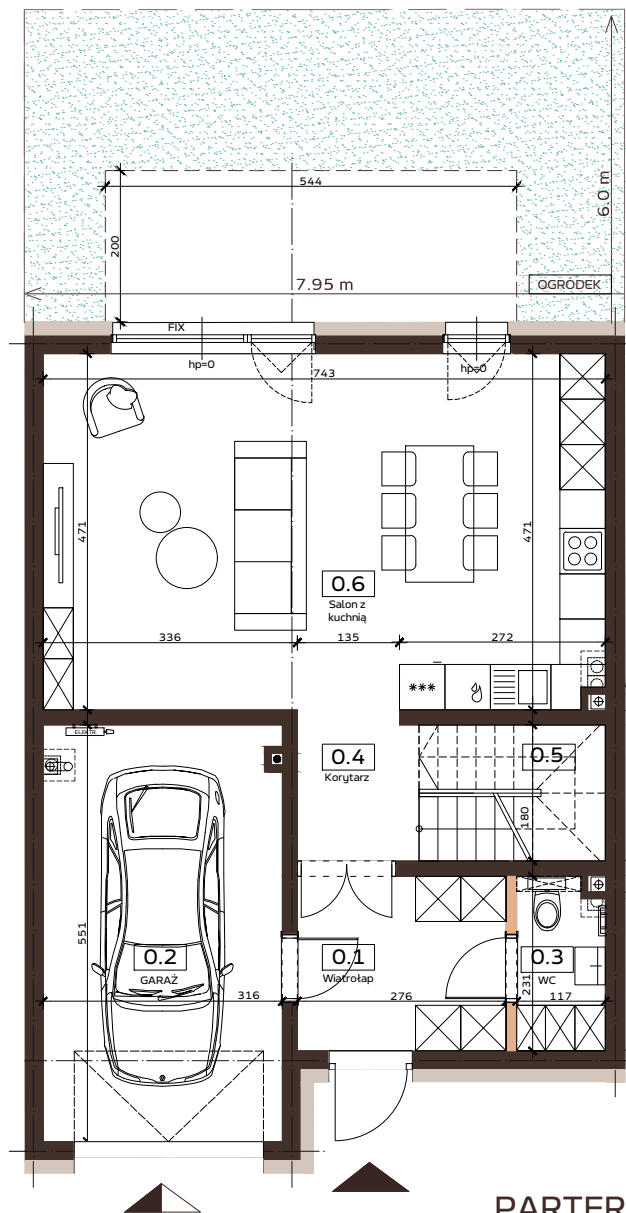 544
6.0 m
200
7.95 m
OGRÓDEK
FIX
hp=0
hp=0
743
471
471
0.6
Salon z
kuchnią
336
135
272
***
ELEKTR.
0.4
Korytarz
0.5
180
551
0.2
GARAŻ
0.1
Wiatrołap
0.3
WC
231
316
276
117
PARTER